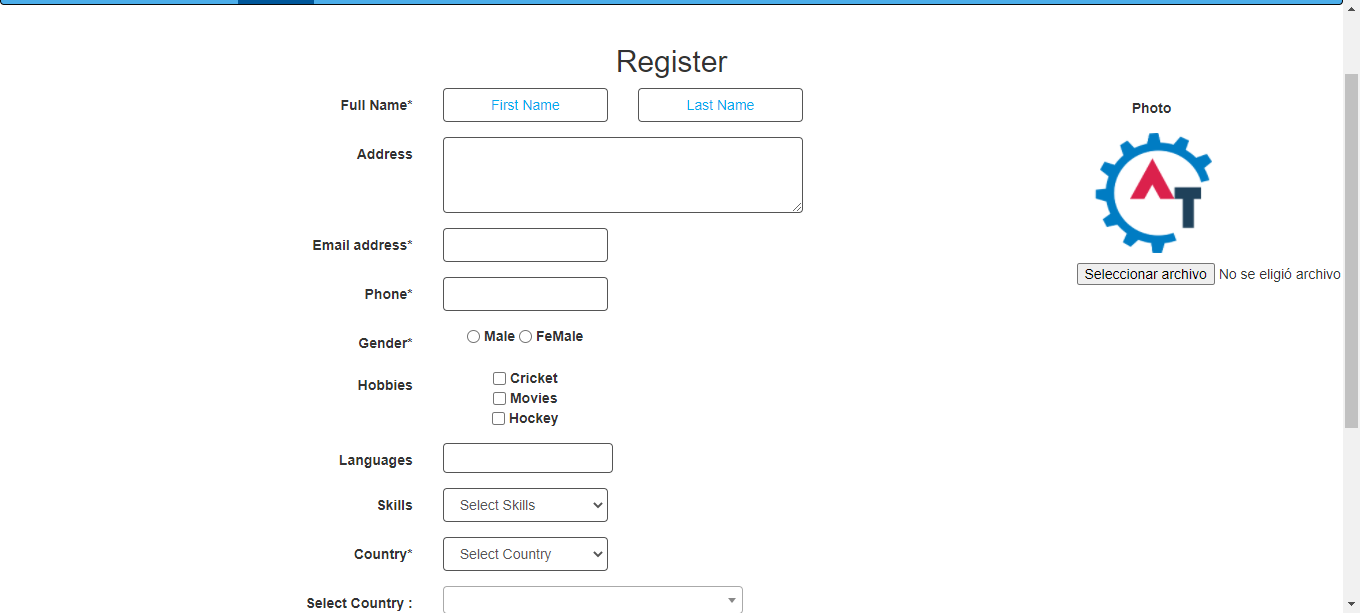 Register
Full Name* First Name Last Name
Photo
Address
AT
Email address*
Seleccionar archivo No se eligió archivo
Phone*
Gender* Male FeMale
Hobbies Cricket
Movies
Hockey
Languages
Skills Select Skills
Country* Select Country
Select Country :